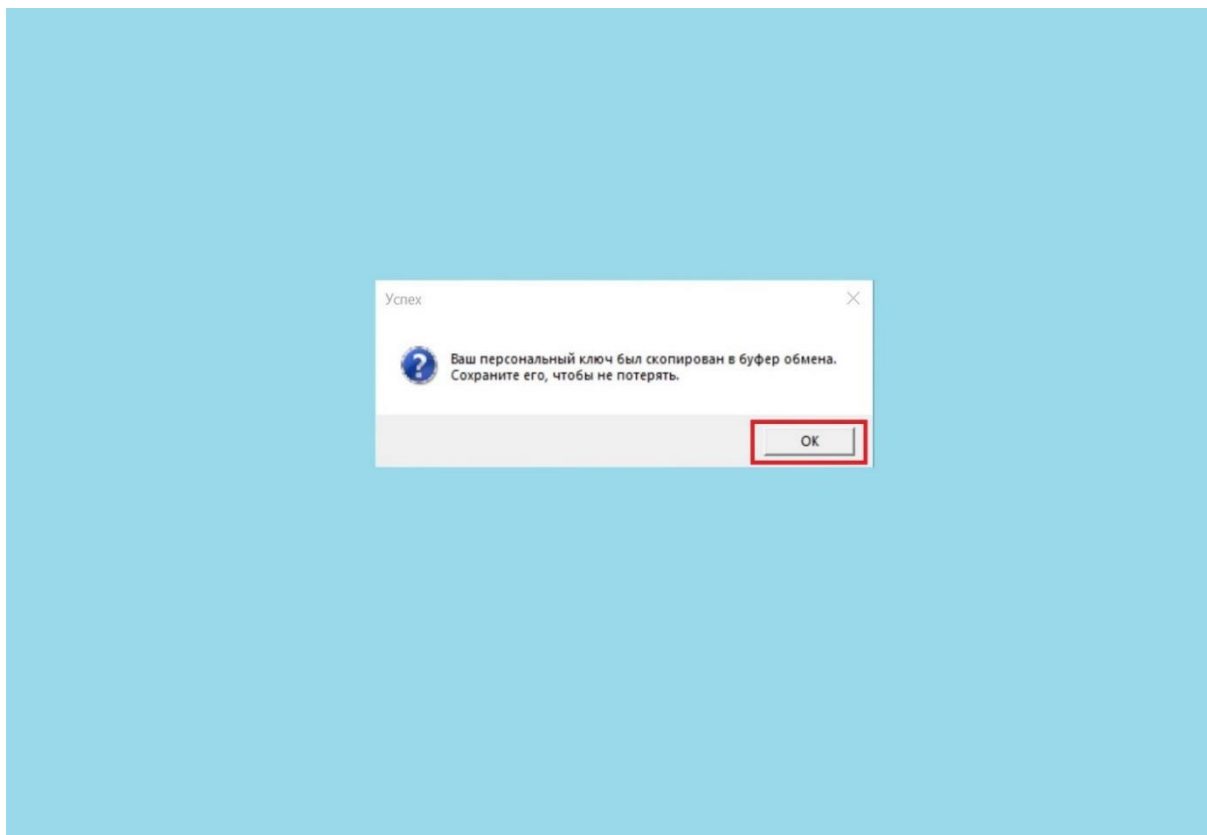 Успех
Ваш персональный ключ был скопирован в буфер обмена.
Сохраните его, чтобы не потерять.
OK